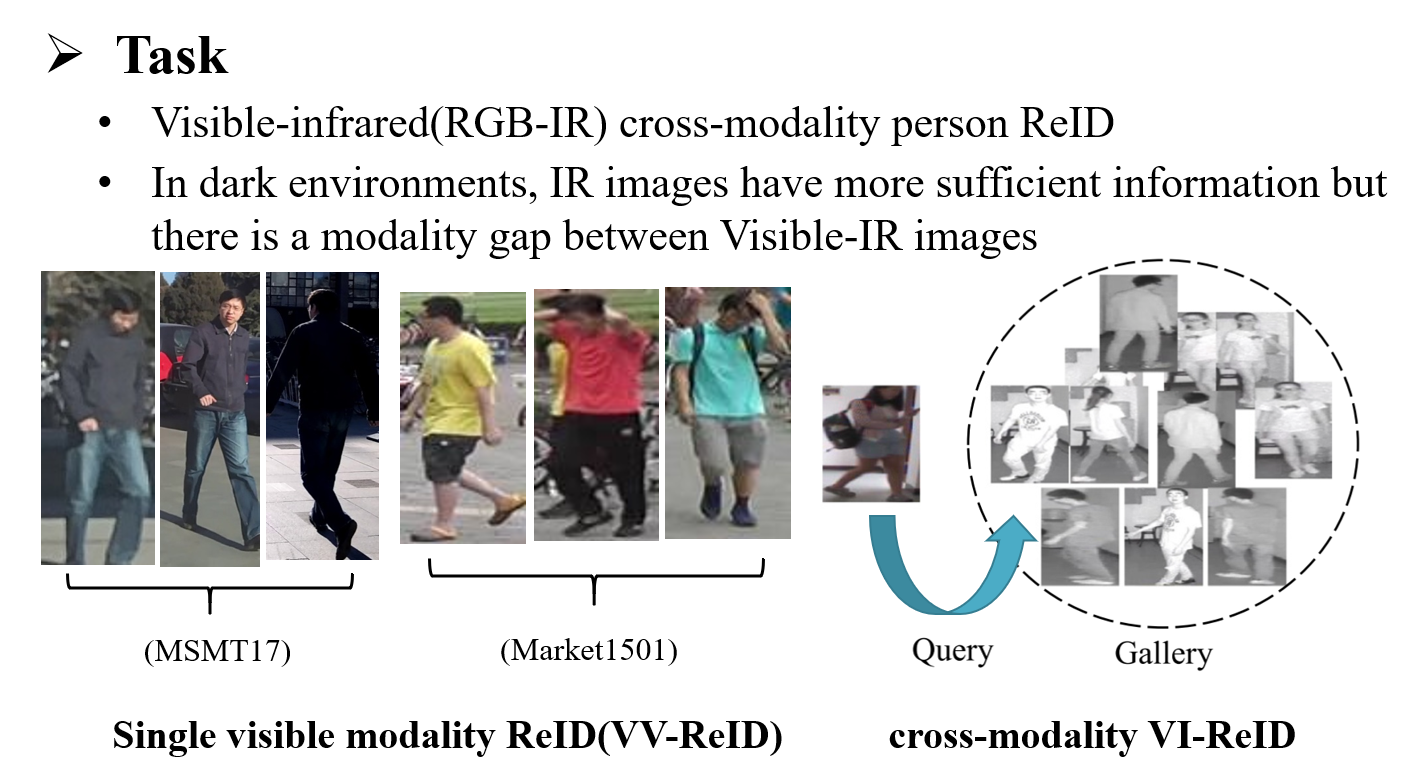 ➢ Task
• Visible-infrared(RGB-IR) cross-modality person ReID
• In dark environments, IR images have more sufficient information but
there is a modality gap between Visible-IR images
(MSMT17)
(Market1501)
Query
Gallery
Single visible modality ReID(VV-ReID)
cross-modality VI-ReID